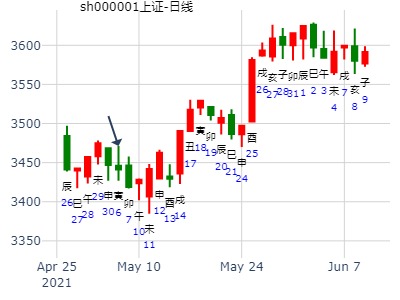 sh000001上证-日线
3600
3550
3500
3450
3400
3350
辰
26
巳
27
午
28
未
29
申
30
寅
6
卯
7
午
10
未
11
申
12
酉
13
戌
14
丑
17
寅
18
卯
19
辰
20
巳
21
申
24
酉
25
戌
26
亥
27
子
28
卯
31
辰
1
巳
2
午
3
未
4
戌
7
亥
8
子
9
Apr 25
2021
May 10
May 24
Jun 7